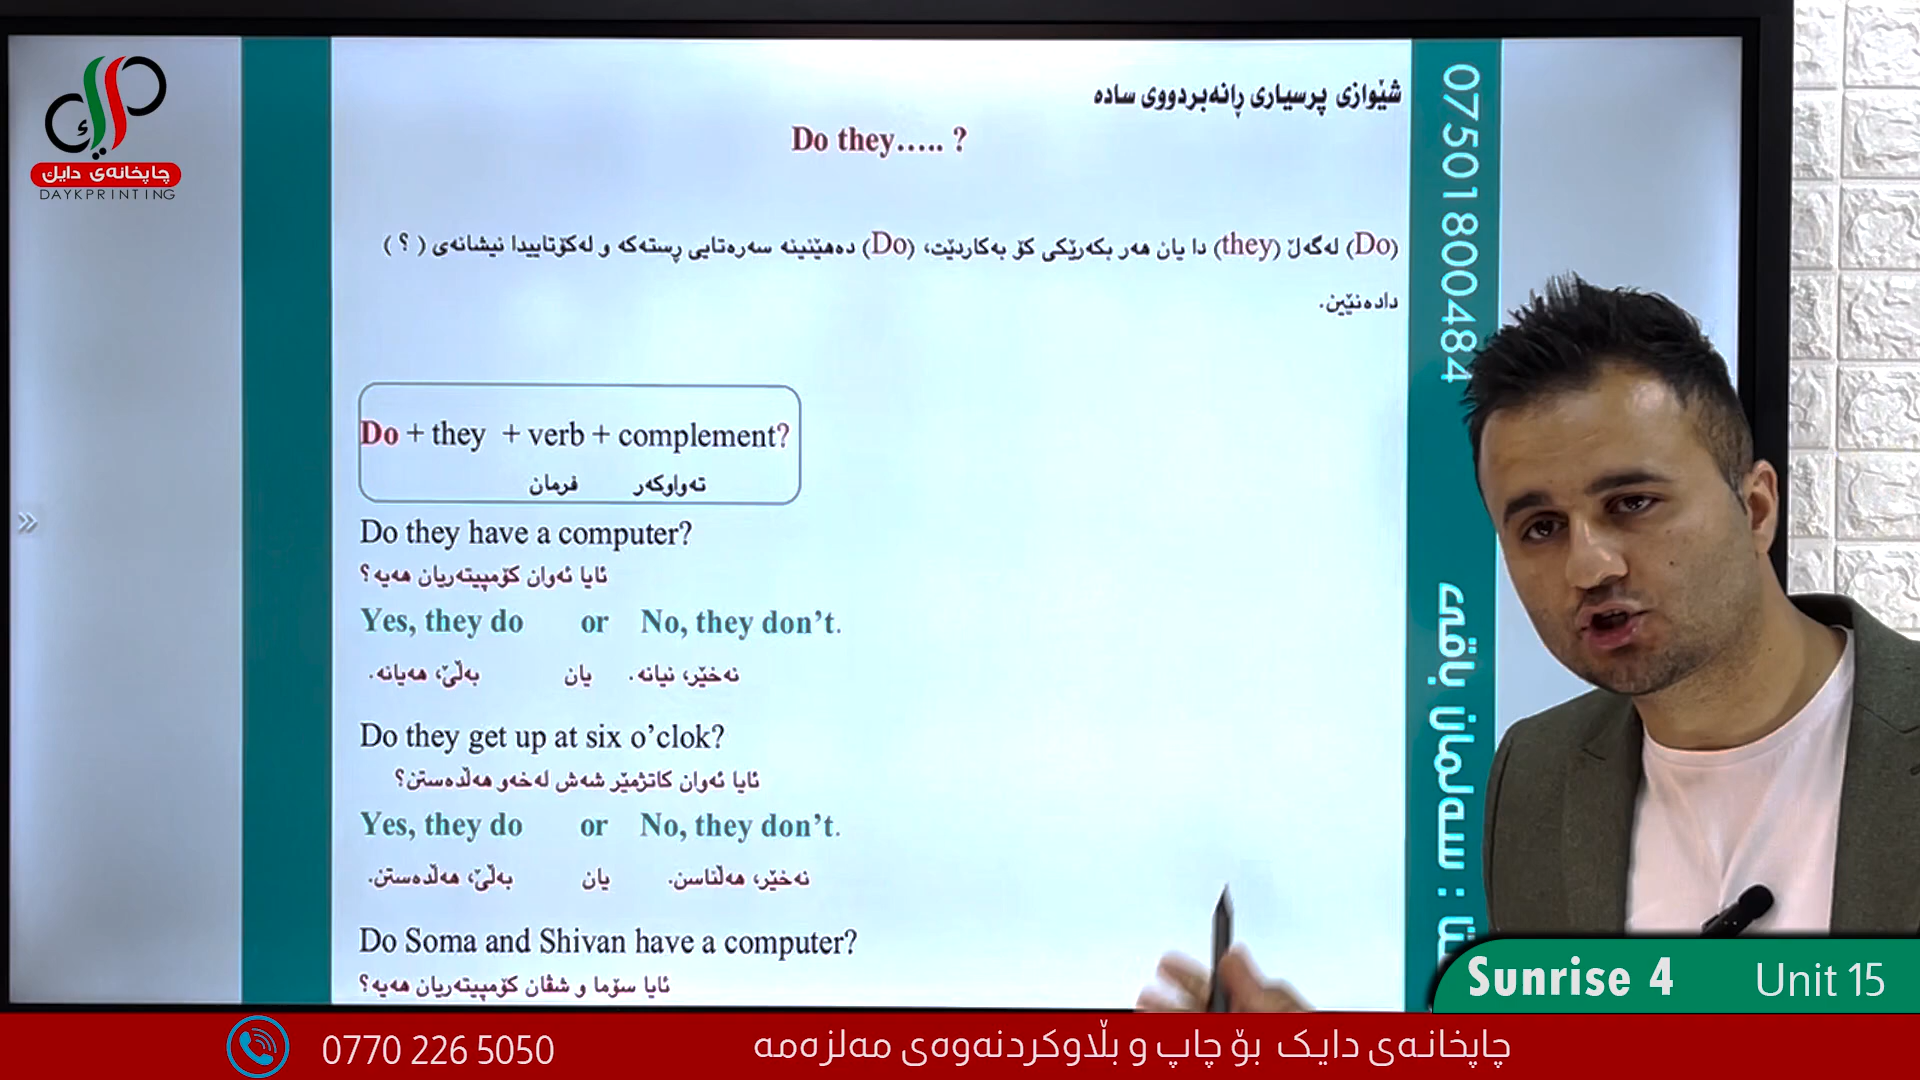 چاپخانەی دایك
DAYKPRINTING
شێوازی پرسیاری ڕانەبردووی سادە
Do they..... ?
(Do) لەگەڵ (they) دا یان هەر بکەرێکی کۆ بەکاردێت، (Do) دەهێنینە سەرەتایی ڕستەکە و لەکۆتاییدا نیشانەی ( ؟ )
دادەنێین.
Do + they + verb + complement?
فرمان تەواوکەر
Do they have a computer?
ئایا ئەوان کۆمپیتەریان هەیە؟
Yes, they do or No, they don't.
بەڵێ، هەیانە. یان نەخێر، نیانە.
Do they get up at six o'clok?
ئایا ئەوان کاتژمێر شەش لەخەو هەڵدەستن؟
Yes, they do or No, they don't.
بەڵێ، هەڵدەستن. یان نەخێر، هەڵناسن.
Do Soma and Shivan have a computer?
ئایا سۆما و شڤان کۆمپیتەریان هەیە؟
07501800484
تا : سەلمان باقی
Sunrise 4 Unit 15
0770 226 5050
چاپخانەی دایک بۆ چاپ و بڵاوکردنەوەی مەلزەمە